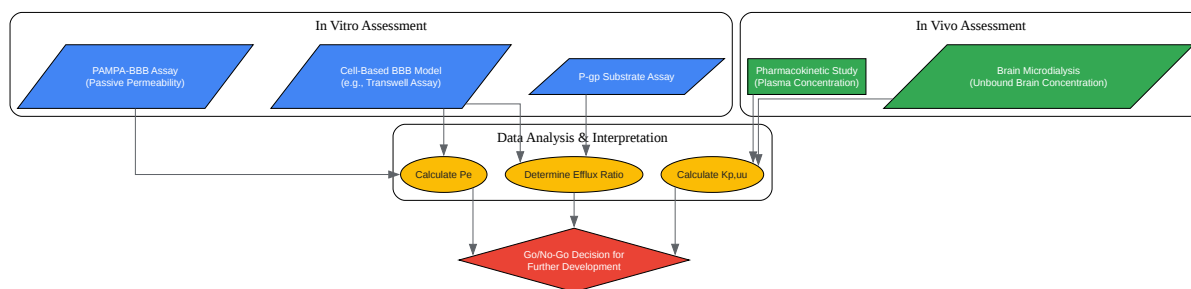 In Vitro Assessment
PAMPA-BBB Assay
(Passive Permeability)
Cell-Based BBB Model
(e.g., Transwell Assay)
P-gp Substrate Assay
In Vivo Assessment
Pharmacokinetic Study
(Plasma Concentration)
Brain Microdialysis
(Unbound Brain Concentration)
Data Analysis & Interpretation
Calculate Pe
Determine Efflux Ratio
Calculate Kp,uu
Go/No-Go Decision for
Further Development